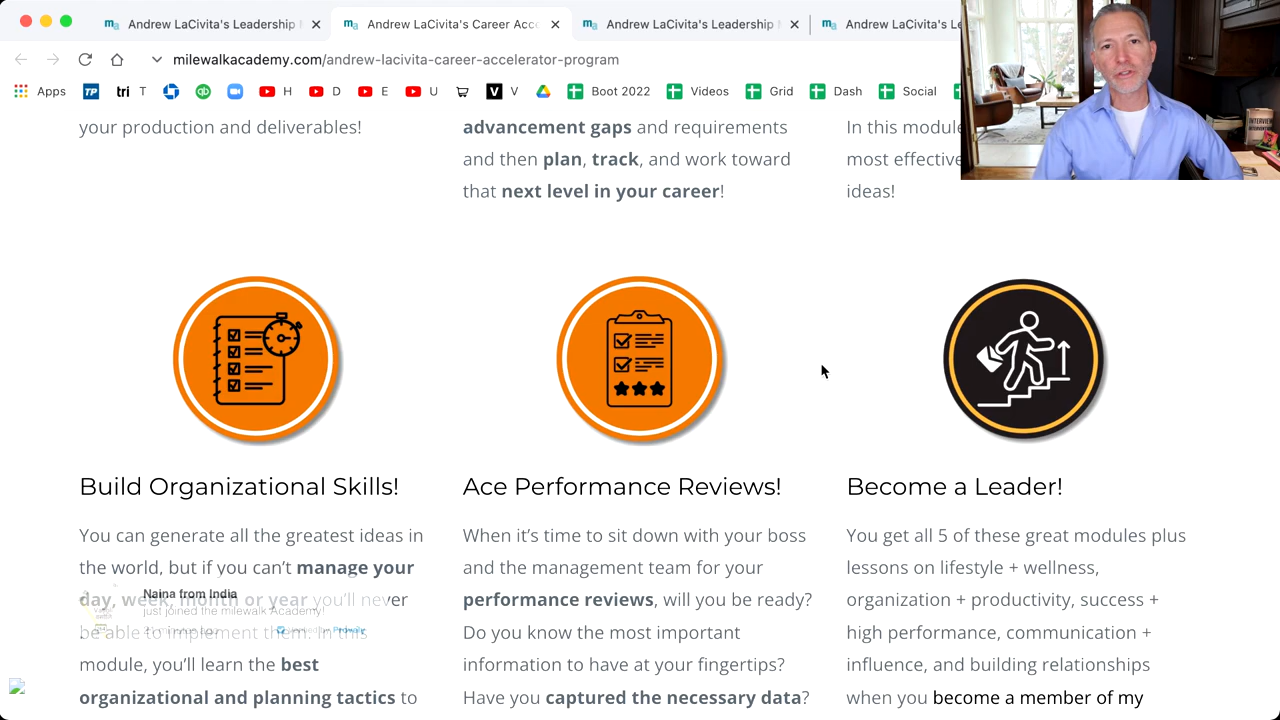 Andrew LaCivita's Leadership
Andrew LaCivita's Career Acc
Andrew LaCivita's Leadership
Andrew LaCivita's Le
milewalkacademy.com/andrew-lacivita-career-accelerator-program
Apps
TP
tri T
H
D
E
U
V V
Boot 2022
Videos
Grid
Dash
Social
your production and deliverables!
advancement gaps and requirements
and then plan, track, and work toward
that next level in your career!
In this module
most effective
ideas!
INTERVIEW
Build Organizational Skills!
You can generate all the greatest ideas in
the world, but if you can't manage your
day, week, month or year you'll never
be able to implement them. In this
module, you'll learn the best
organizational and planning tactics to
Naina from India
just joined the milewalk Academy!
Ace Performance Reviews!
When it's time to sit down with your boss
and the management team for your
performance reviews, will you be ready?
Do you know the most important
information to have at your fingertips?
Have you captured the necessary data?
Become a Leader!
You get all 5 of these great modules plus
lessons on lifestyle + wellness,
organization + productivity, success +
high performance, communication +
influence, and building relationships
when you become a member of my